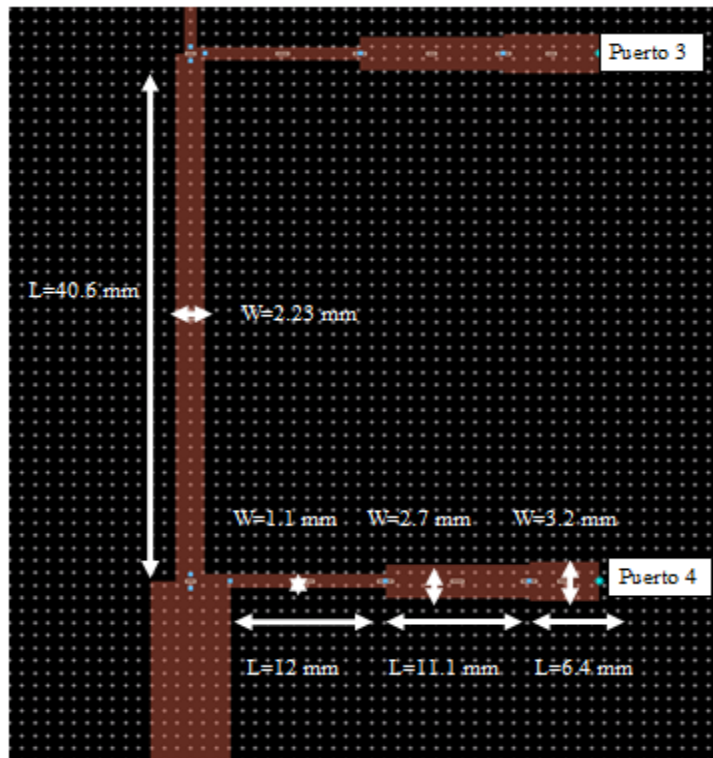 Puerto 3
L=40.6 mm
W=2.23 mm
W=1.1 mm W=2.7 mm W=3.2 mm
Puerto 4
L=12 mm L=11.1 mm L=6.4 mm